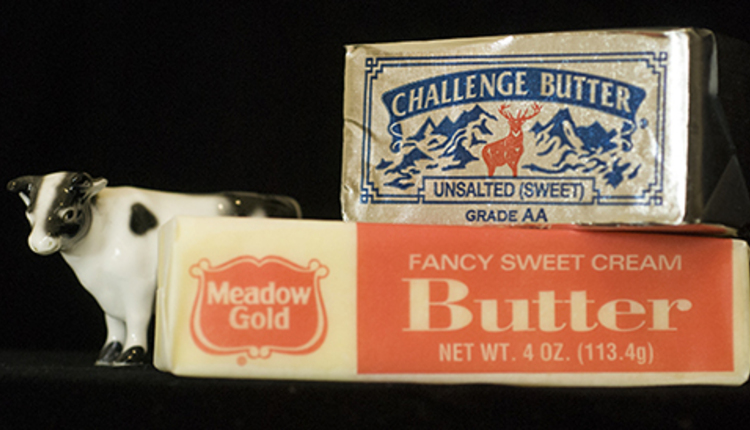 CHALLENGE BUTTER
UNSALTED (SWEET)
GRADE AA
Meadow
Gold
FANCY SWEET CREAM
Butter
NET WT. 4 OZ. (113.4g)